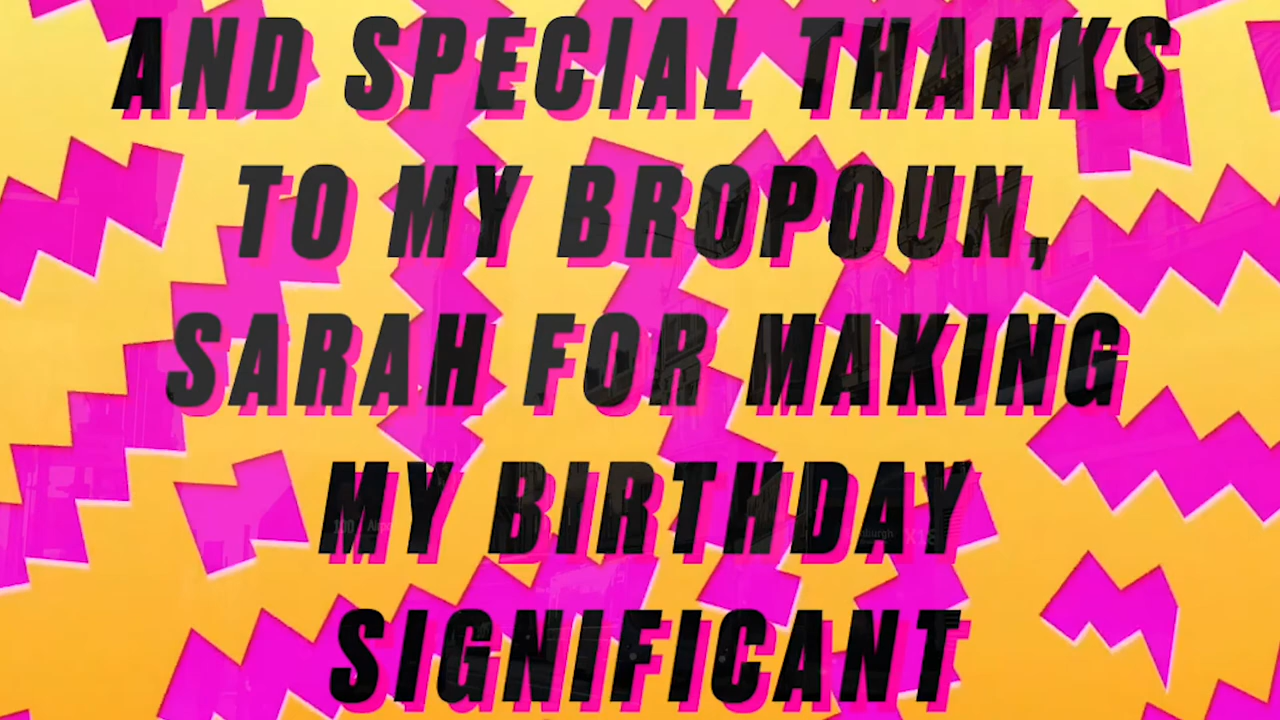 AND SPECIAL THANKS
TO MY BROPOUN,
SARAH FOR MAKING
MY BIRTHDAY
SIGNIFICANT